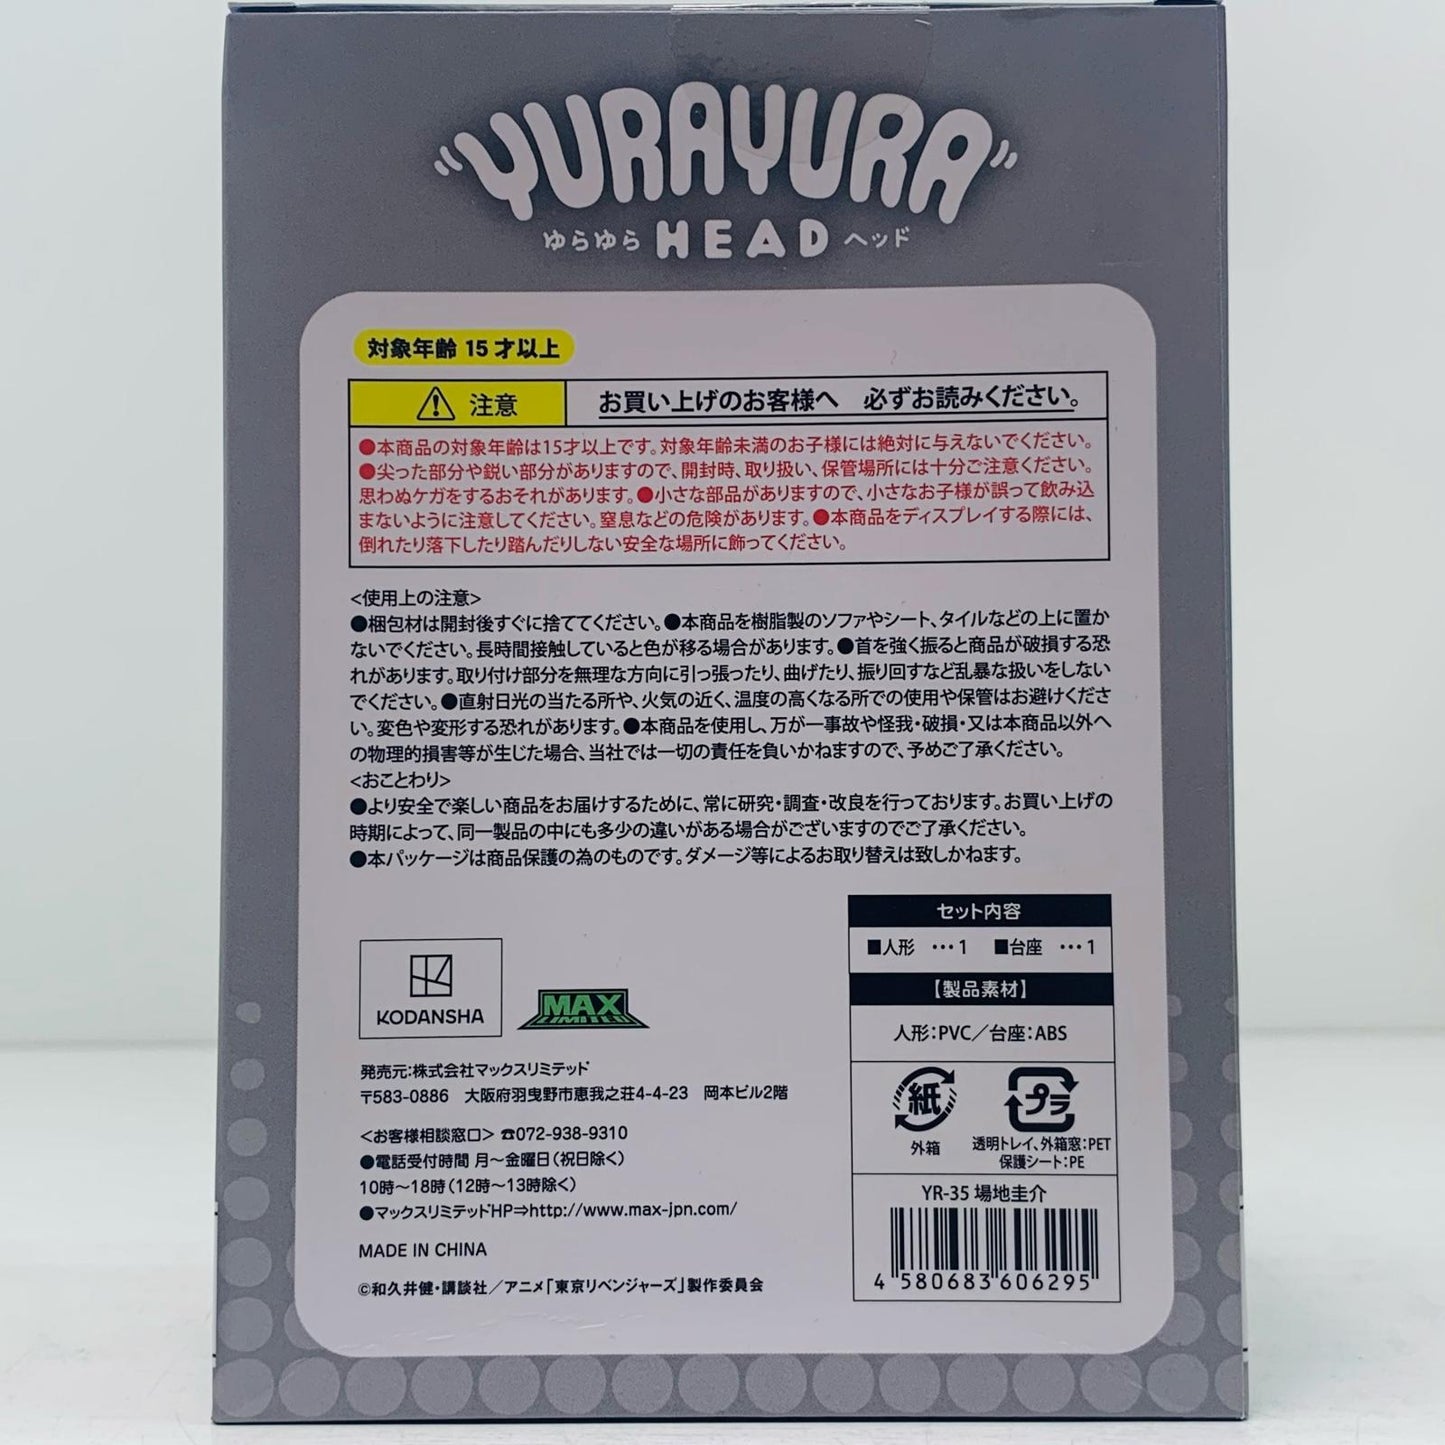 YURAYURA
ゆらゆら HEAD ヘッド
対象年齢 15 才以上
注意 お買い上げのお客様へ 必ずお読みください。
●本商品の対象年齢は15才以上です。対象年齢未満のお子様には絶対に与えないでください。
●尖った部分や鋭い部分がありますので、開封時、取り扱い、保管場所には十分ご注意ください。
思わぬケガをするおそれがあります。●小さな部品がありますので、小さなお子様が誤って飲み込
まないように注意してください。窒息などの危険があります。●本商品をディスプレイする際には、
倒れたり落下したり踏んだりしない安全な場所に飾ってください。
<使用上の注意>
●梱包材は開封後すぐに捨ててください。●本商品を樹脂製のソファやシート、タイルなどの上に置か
ないでください。長時間接触していると色が移る場合があります。●首を強く振ると商品が破損する恐
れがあります。取り付け部分を無理な方向に引っ張ったり、曲げたり、振り回すなど乱暴な扱いをしない
でください。●直射日光の当たる所や、火気の近く、温度の高くなる所での使用や保管はお避けくださ
い。変色や変形する恐れがあります。●本商品を使用し、万が一事故や怪我・破損・又は本商品以外へ
の物理的損害等が生じた場合、当社では一切の責任を負いかねますので、予めご了承ください。
<おことわり>
●より安全で楽しい商品をお届けするために、常に研究・調査・改良を行っております。お買い上げの
時期によって、同一製品の中にも多少の違いがある場合がございますのでご了承ください。
●本パッケージは商品保護の為のものです。ダメージ等によるお取り替えは致しかねます。
KODANSHA
MAX
LIMITED
発売元:株式会社マックスリミテッド
〒583-0886 大阪府羽曳野市恵我之荘4-4-23 岡本ビル2階
<お客様相談窓口> ☎072-938-9310
●電話受付時間 月〜金曜日(祝日除く)
10時〜18時(12時〜13時除く)
●マックスリミテッドHP⇒http://www.max-jpn.com/
MADE IN CHINA
©和久井健・講談社/アニメ「東京リベンジャーズ」製作委員会
セット内容
■人形 …1 ■台座 …1
【製品素材】
人形:PVC/台座:ABS
紙 プラ
外箱
透明トレイ、外箱窓:PET
保護シート:PE
YR-35 場地圭介
4 580683 606295